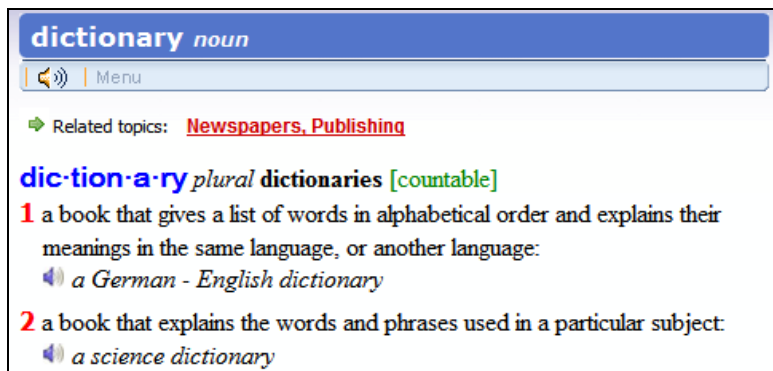 dictionary noun
Menu
Related topics: Newspapers, Publishing
dic·tion·a·ry plural dictionaries [countable]
1 a book that gives a list of words in alphabetical order and explains their
meanings in the same language, or another language:
a German - English dictionary
2 a book that explains the words and phrases used in a particular subject:
a science dictionary